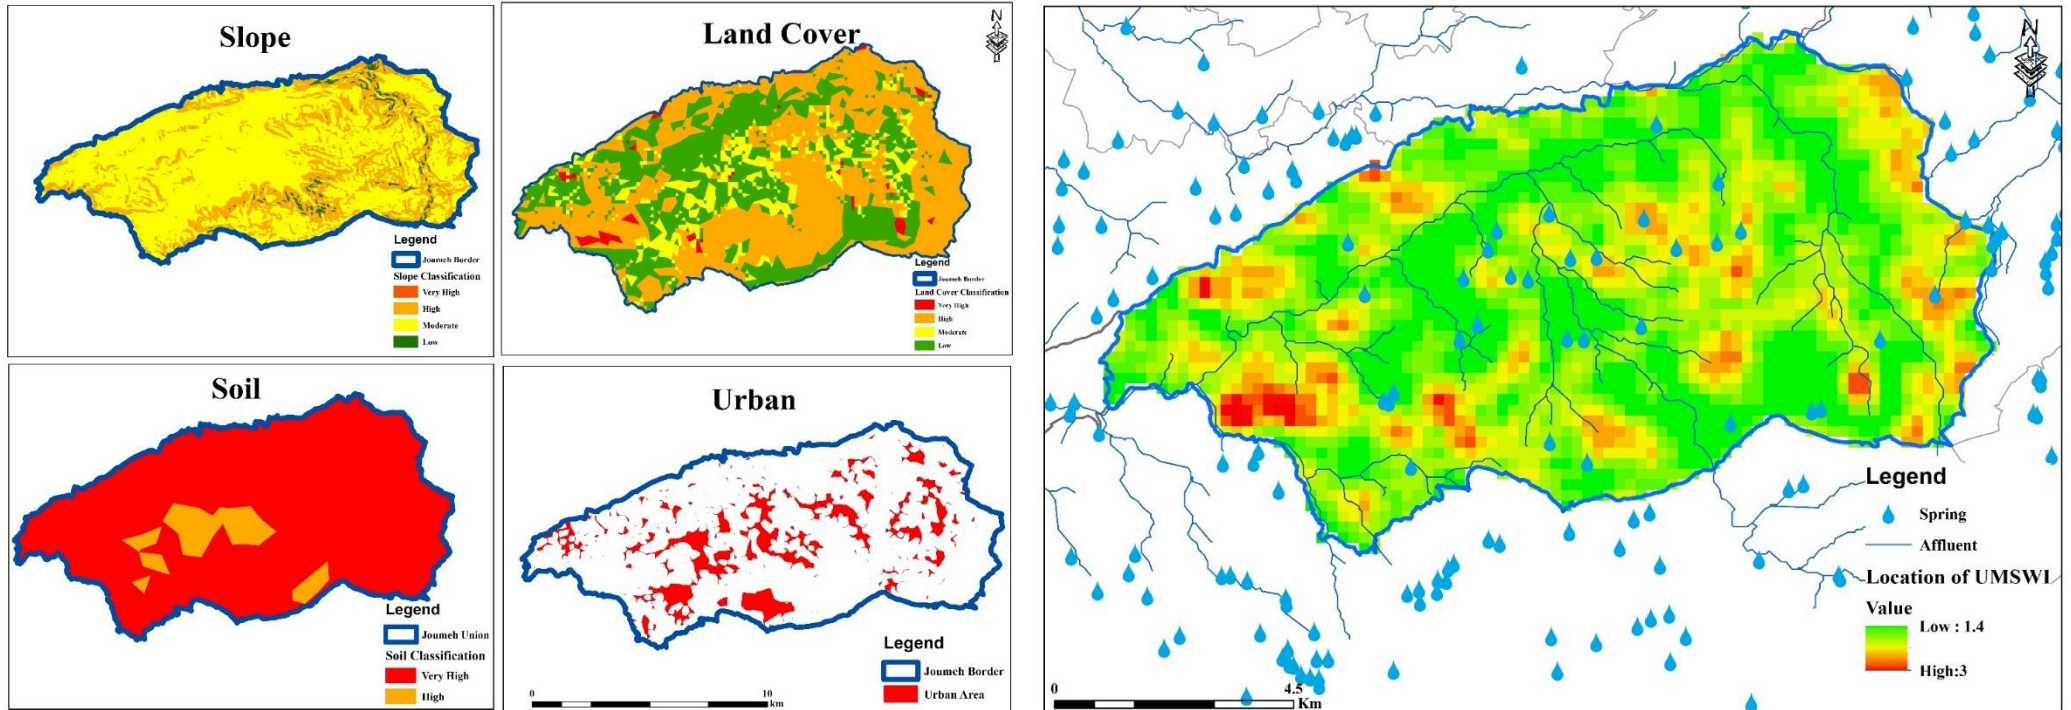 Slope
Legend
Joumeh Border
Slope Classification
Very High
High
Moderate
Low
Land Cover
N
Legend
Joumeh Border
Land Cover Classification
Very High
High
Moderate
Low
Soil
Legend
Joumeh Union
Soil Classification
Very High
High
Urban
Legend
Joumeh Border
Urban Area
0 10
km
N
Legend
Spring
Affluent
Location of UMSWI
Value
Low : 1.4
High:3
0 4.5
Km